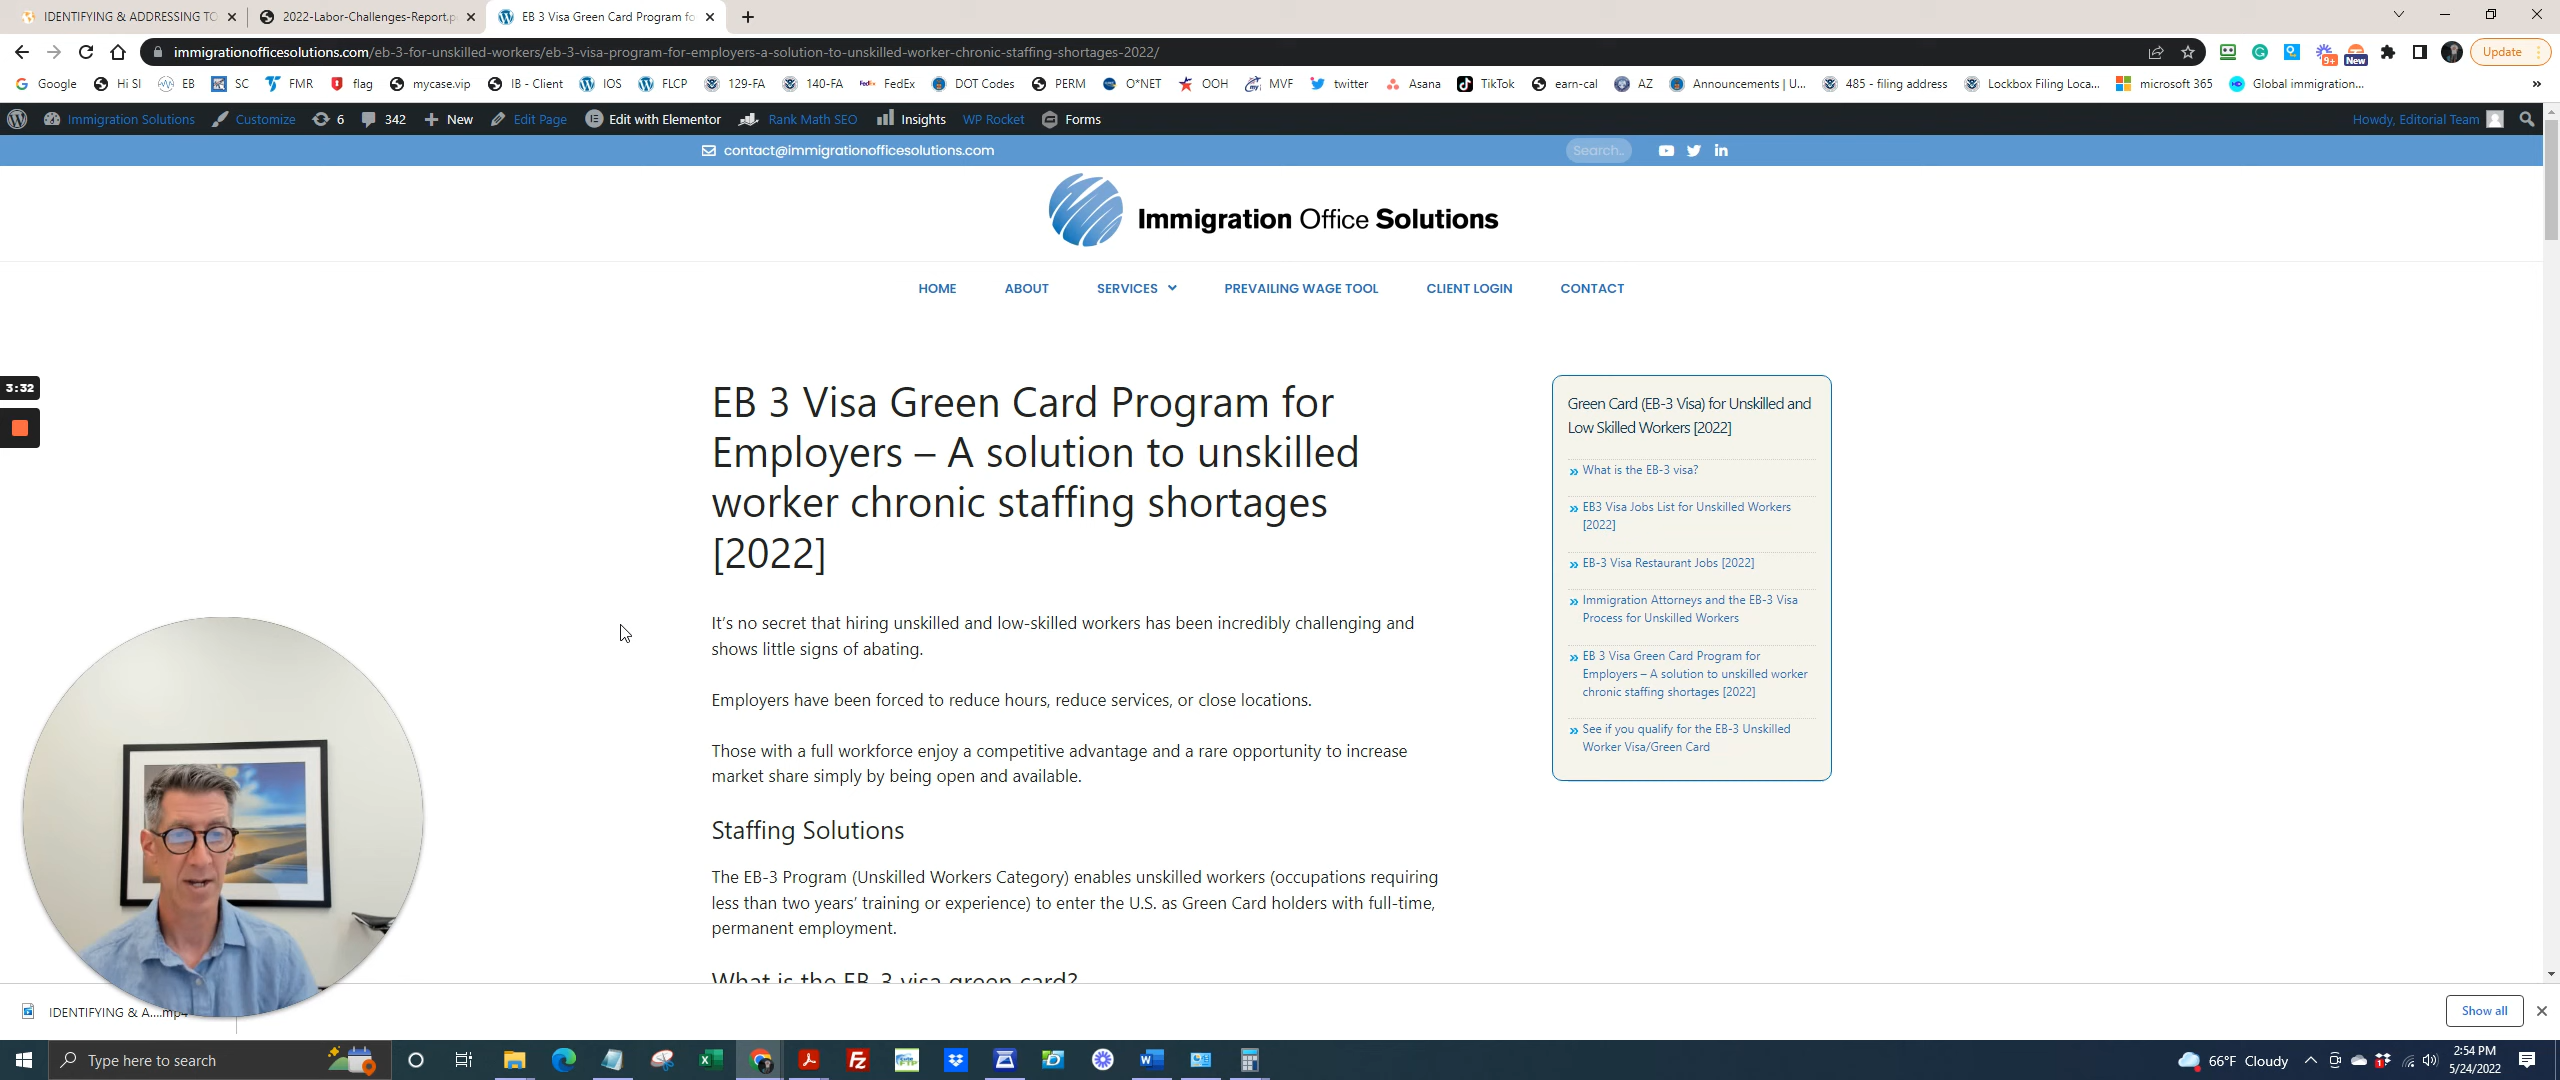 IDENTIFYING & ADDRESSING TO
2022-Labor-Challenges-Report.p
EB 3 Visa Green Card Program fo
immigrationofficesolutions.com/eb-3-for-unskilled-workers/eb-3-visa-program-for-employers-a-solution-to-unskilled-worker-chronic-staffing-shortages-2022/
9+
New
Update
Google
Hi SI
EB
SC
FMR
flag
mycase.vip
IB - Client
IOS
FLCP
129-FA
140-FA
FedEx
DOT Codes
PERM
O*NET
OOH
MVF
twitter
Asana
TikTok
earn-cal
AZ
Announcements | U...
485 - filing address
Lockbox Filing Loca...
microsoft 365
Global immigration...
»
Immigration Solutions
Customize
6
342
New
Edit Page
Edit with Elementor
Rank Math SEO
Insights
WP Rocket
Forms
Howdy, Editorial Team
contact@immigrationofficesolutions.com
Search..
Immigration Office Solutions
HOME
ABOUT
SERVICES
PREVAILING WAGE TOOL
CLIENT LOGIN
CONTACT
3:32
EB 3 Visa Green Card Program for
Employers – A solution to unskilled
worker chronic staffing shortages
[2022]
It's no secret that hiring unskilled and low-skilled workers has been incredibly challenging and
shows little signs of abating.
Employers have been forced to reduce hours, reduce services, or close locations.
Those with a full workforce enjoy a competitive advantage and a rare opportunity to increase
market share simply by being open and available.
Staffing Solutions
The EB-3 Program (Unskilled Workers Category) enables unskilled workers (occupations requiring
less than two years' training or experience) to enter the U.S. as Green Card holders with full-time,
permanent employment.
What is the EB-3 visa green card?
Green Card (EB-3 Visa) for Unskilled and
Low Skilled Workers [2022]
» What is the EB-3 visa?
» EB3 Visa Jobs List for Unskilled Workers
[2022]
» EB-3 Visa Restaurant Jobs [2022]
» Immigration Attorneys and the EB-3 Visa
Process for Unskilled Workers
» EB 3 Visa Green Card Program for
Employers – A solution to unskilled worker
chronic staffing shortages [2022]
» See if you qualify for the EB-3 Unskilled
Worker Visa/Green Card
IDENTIFYING & A....mp4
Show all
Type here to search
66°F Cloudy
2:54 PM
5/24/2022